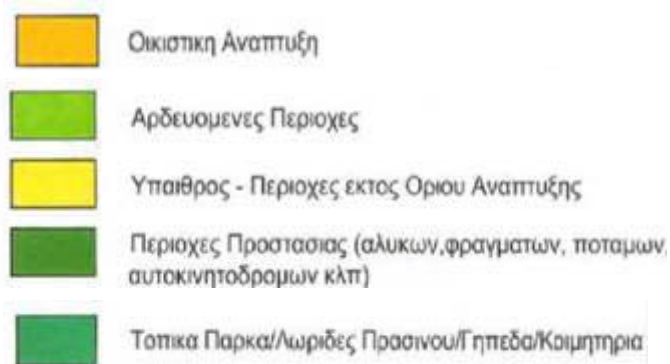 Οικιστικη Αναπτυξη
Αρδευομενες Περιοχες
Υπαιθρος - Περιοχες εκτος Οριου Αναπτυξης
Περιοχες Προστασιας (αλυκων,φραγματων, ποταμων,
αυτοκινητοδρομων κλπ)
Τοπικα Παρκα/Λωριδες Πρασινου/Γηπεδα/Κοιμητηρια